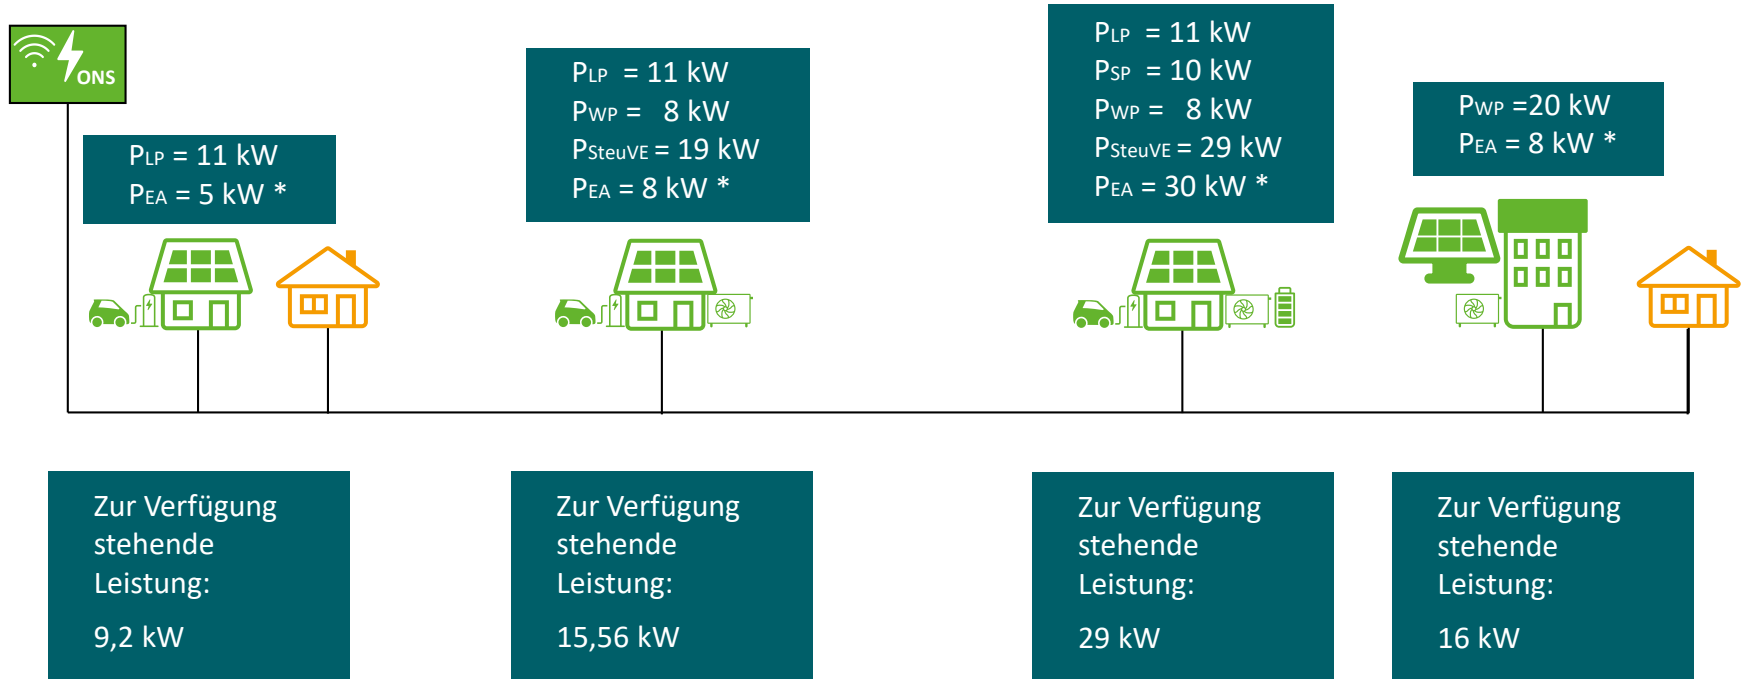 ONS
PLP = 11 kW
PEA = 5 kW *
PLP = 11 kW
PWP = 8 kW
PSteuVE = 19 kW
PEA = 8 kW *
PLP = 11 kW
PSP = 10 kW
PWP = 8 kW
PSteuVE = 29 kW
PEA = 30 kW *
PWP =20 kW
PEA = 8 kW *
Zur Verfügung
stehende
Leistung:
9,2 kW
Zur Verfügung
stehende
Leistung:
15,56 kW
Zur Verfügung
stehende
Leistung:
29 kW
Zur Verfügung
stehende
Leistung:
16 kW